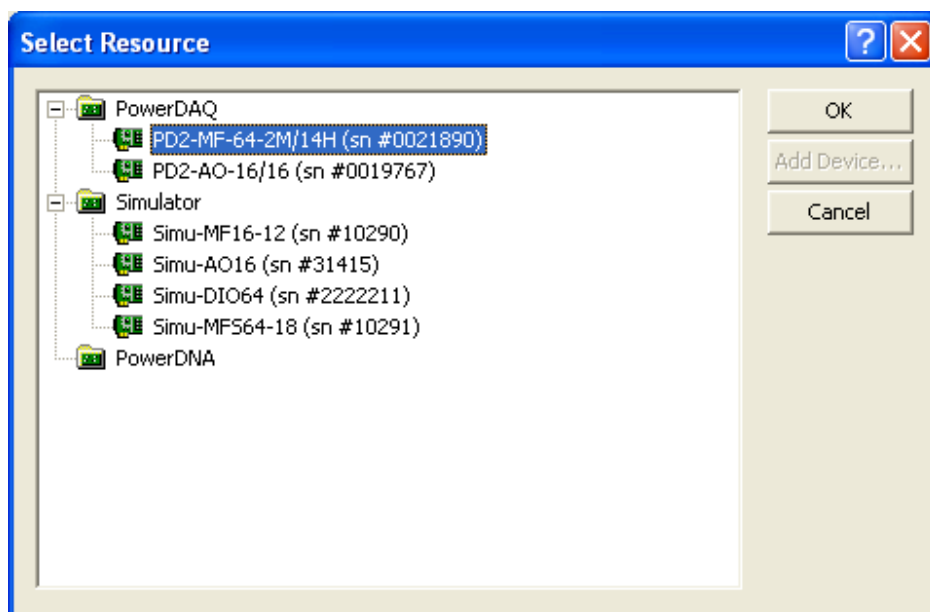 Select Resource
PowerDAQ
PD2-MF-64-2M/14H (sn #0021890)
PD2-AO-16/16 (sn #0019767)
Simulator
Simu-MF16-12 (sn #10290)
Simu-AO16 (sn #31415)
Simu-DIO64 (sn #2222211)
Simu-MFS64-18 (sn #10291)
PowerDNA
OK
Add Device...
Cancel